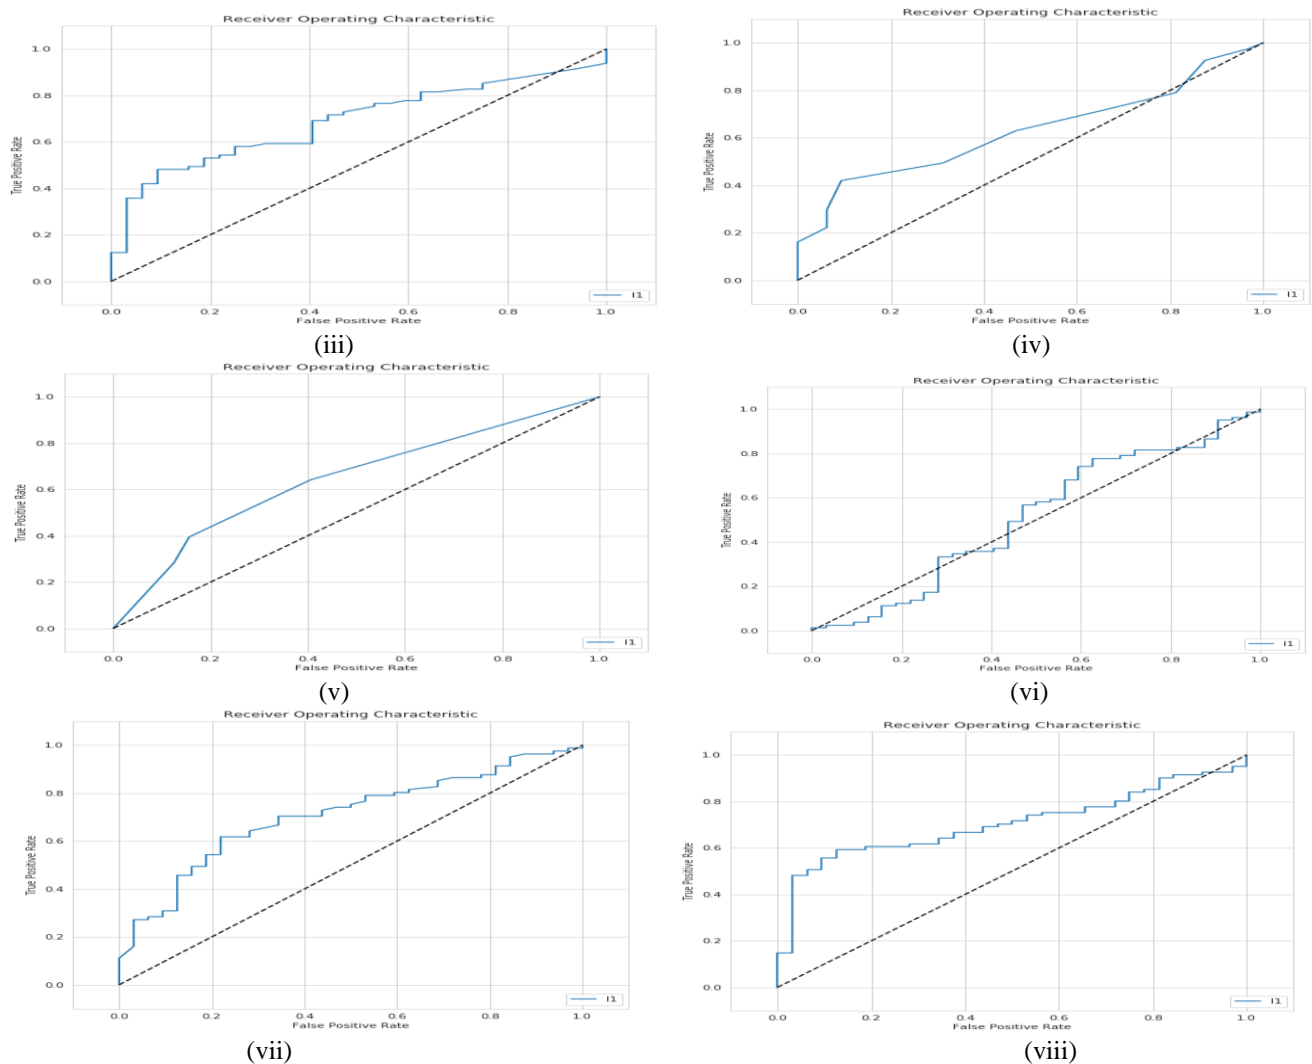 Receiver Operating Characteristic
True Positive Rate
1.0
0.8
0.6
0.4
0.2
0.0
0.0 0.2 0.4 0.6 0.8 1.0
False Positive Rate
l1
(iii)
Receiver Operating Characteristic
True Positive Rate
1.0
0.8
0.6
0.4
0.2
0.0
0.0 0.2 0.4 0.6 0.8 1.0
False Positive Rate
l1
(iv)
Receiver Operating Characteristic
True Positive Rate
1.0
0.8
0.6
0.4
0.2
0.0
0.0 0.2 0.4 0.6 0.8 1.0
False Positive Rate
l1
(v)
Receiver Operating Characteristic
True Positive Rate
1.0
0.8
0.6
0.4
0.2
0.0
0.0 0.2 0.4 0.6 0.8 1.0
False Positive Rate
l1
(vi)
Receiver Operating Characteristic
True Positive Rate
1.0
0.8
0.6
0.4
0.2
0.0
0.0 0.2 0.4 0.6 0.8 1.0
False Positive Rate
l1
(vii)
Receiver Operating Characteristic
True Positive Rate
1.0
0.8
0.6
0.4
0.2
0.0
0.0 0.2 0.4 0.6 0.8 1.0
False Positive Rate
l1
(viii)